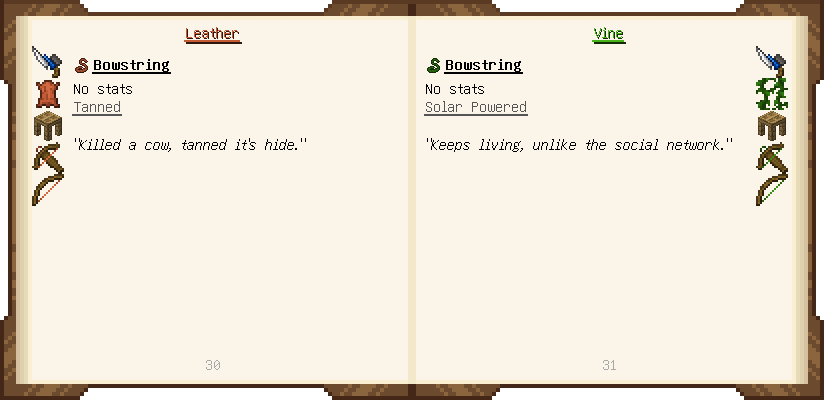 Leather
Bowstring
No stats
Tanned
"Killed a cow, tanned it's hide."
30
Vine
Bowstring
No stats
Solar Powered
"Keeps living, unlike the social network."
31